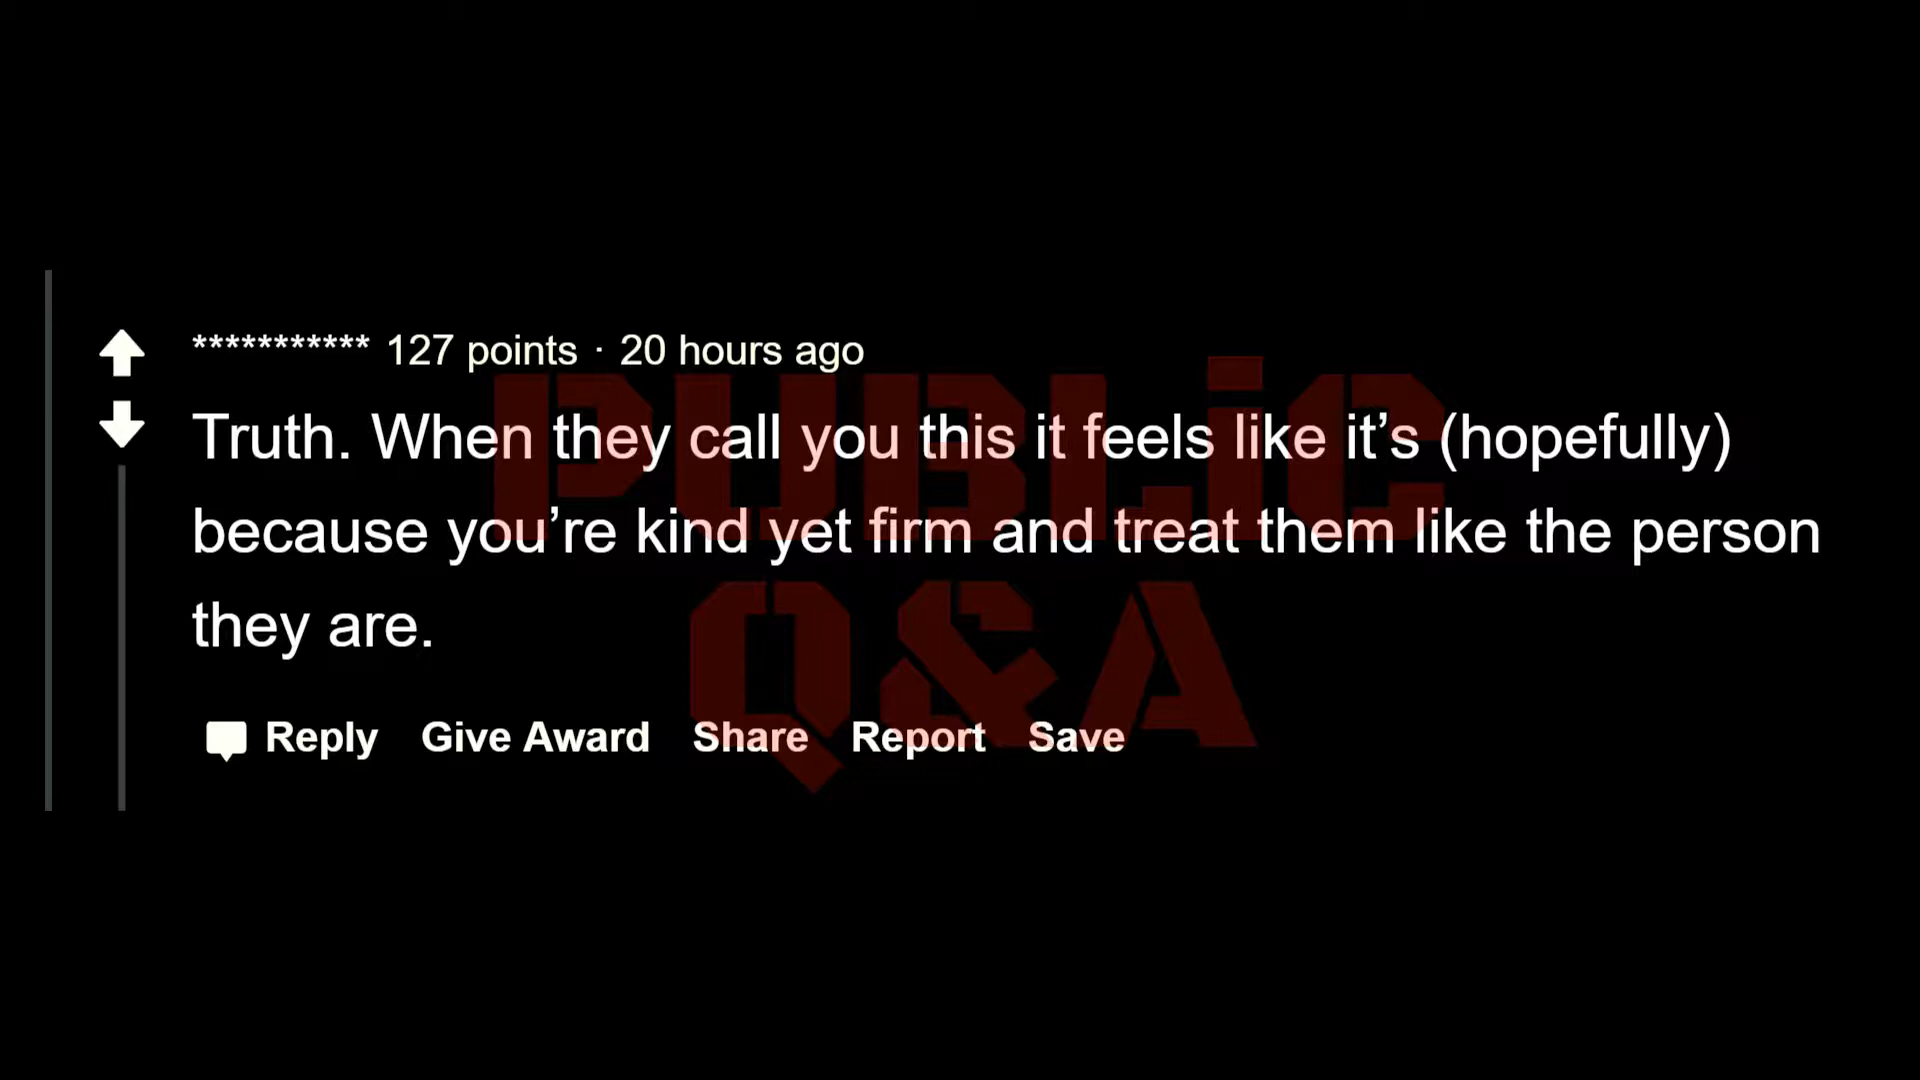 *********** 127 points · 20 hours ago
Truth. When they call you this it feels like it’s (hopefully)
because you’re kind yet firm and treat them like the person
they are.
Reply Give Award Share Report Save
PUBLiC
Q&A